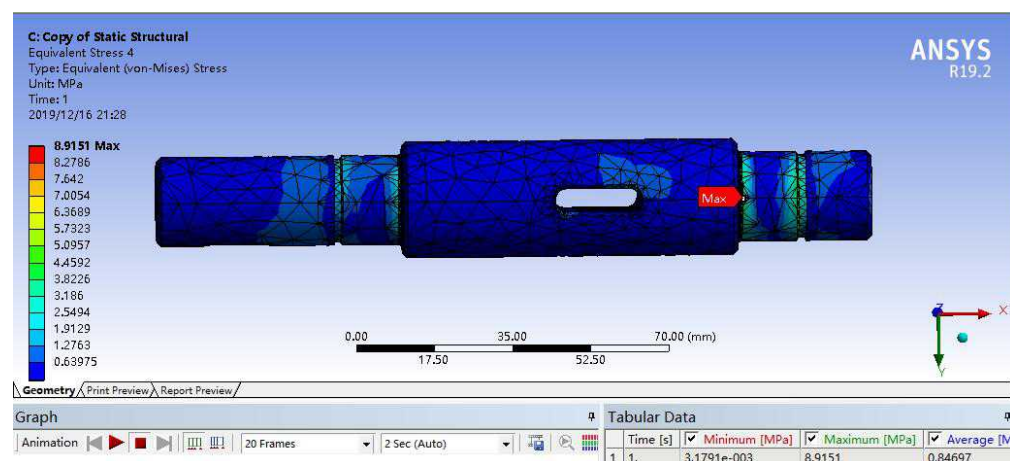 C: Copy of Static Structural
Equivalent Stress 4
Type: Equivalent (von-Mises) Stress
Unit: MPa
Time: 1
2019/12/16 21:28
ANSYS
R19.2
8.9151 Max
8.2786
7.642
7.0054
6.3689
5.7323
5.0957
4.4592
3.8226
3.186
2.5494
1.9129
1.2763
0.63975
Max
0.00 35.00 70.00 (mm)
17.50 52.50
Z
X
Y
Geometry Print Preview Report Preview
Graph
Tabular Data
Animation 20 Frames 2 Sec (Auto)
Time [s] Minimum [MPa] Maximum [MPa] Average [M
1 1. 3.1791e-003 8.9151 0.84697